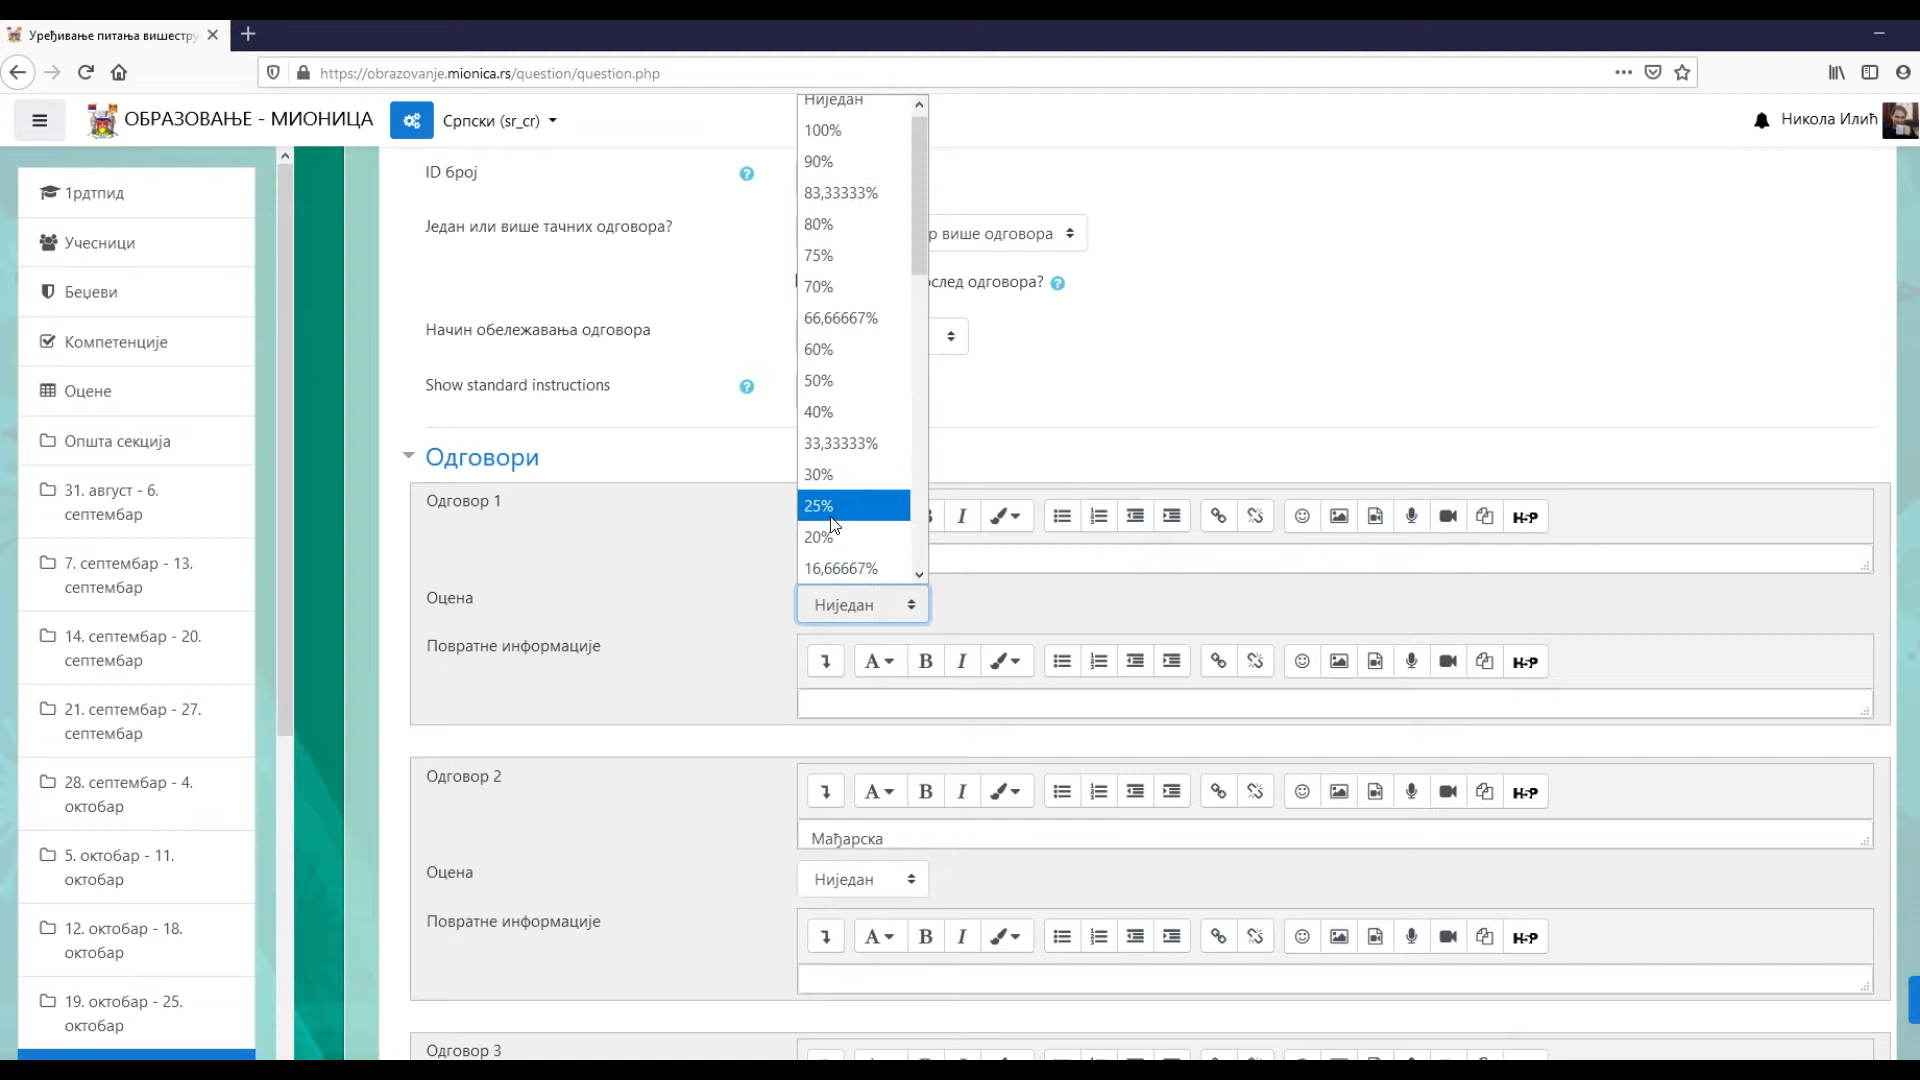 Уређивање питања вишестру
https://obrazovanje.mionica.rs/question/question.php
ОБРАЗОВАЊЕ - МИОНИЦА
Српски (sr_cr)
Никола Илић
1рдтпид
Учесници
Беџеви
Компетенције
Оцене
Општа секција
31. август - 6.
септембар
7. септембар - 13.
септембар
14. септембар - 20.
септембар
21. септембар - 27.
септембар
28. септембар - 4.
октобар
5. октобар - 11.
октобар
12. октобар - 18.
октобар
19. октобар - 25.
октобар
ID број
Један или више тачних одговора?
р више одговора
ослед одговора?
Начин обележавања одговора
Show standard instructions
Ниједан
100%
90%
83,33333%
80%
75%
70%
66,66667%
60%
50%
40%
33,33333%
30%
25%
20%
16,66667%
Одговори
Одговор 1
I
H5P
Оцена
Ниједан
Повратне информације
A B I
H5P
Одговор 2
A B I
H5P
Мађарска
Оцена
Ниједан
Повратне информације
A B I
H5P
Одговор 3